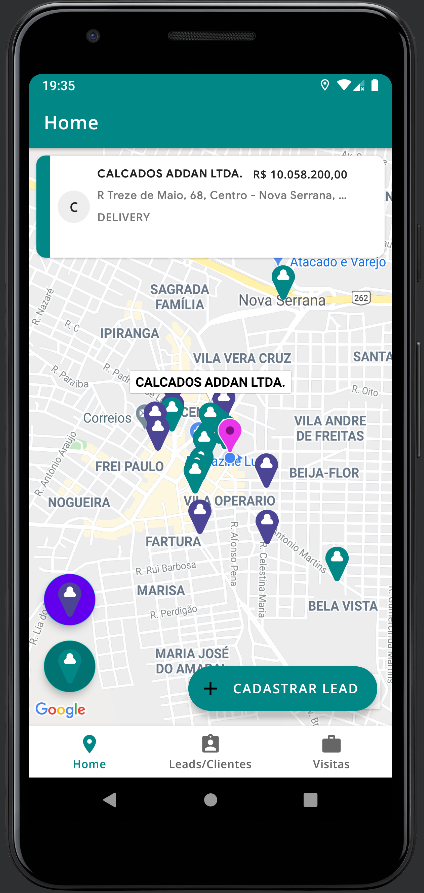 19:35
Home
CALCADOS ADDAN LTDA. R$ 10.058.200,00
C
R Treze de Maio, 68, Centro - Nova Serrana, ...
DELIVERY
Atacado e Varejo
R. Nazaré
SAGRADA
FAMÍLIA
Nova Serrana
262
R. C
IPIRANGA
VILA VERA CRUZ
SANTA
R. Paraíba
CALCADOS ADDAN LTDA.
R. Oito
Correios
VILA ANDRE
DE FREITAS
R. Antonio Araújo
FREI PAULO
BEIJA-FLOR
NOGUEIRA
VILA OPERARIO
FARTURA
R. Afonso Pena
R. Celestina Maria
Antonio Martins
R. Rui Barbosa
MARISA
R. Perdigão
BELA VISTA
MARIA JOSÉ
DO AMARAL
+ CADASTRAR LEAD
Google
Home
Leads/Clientes
Visitas